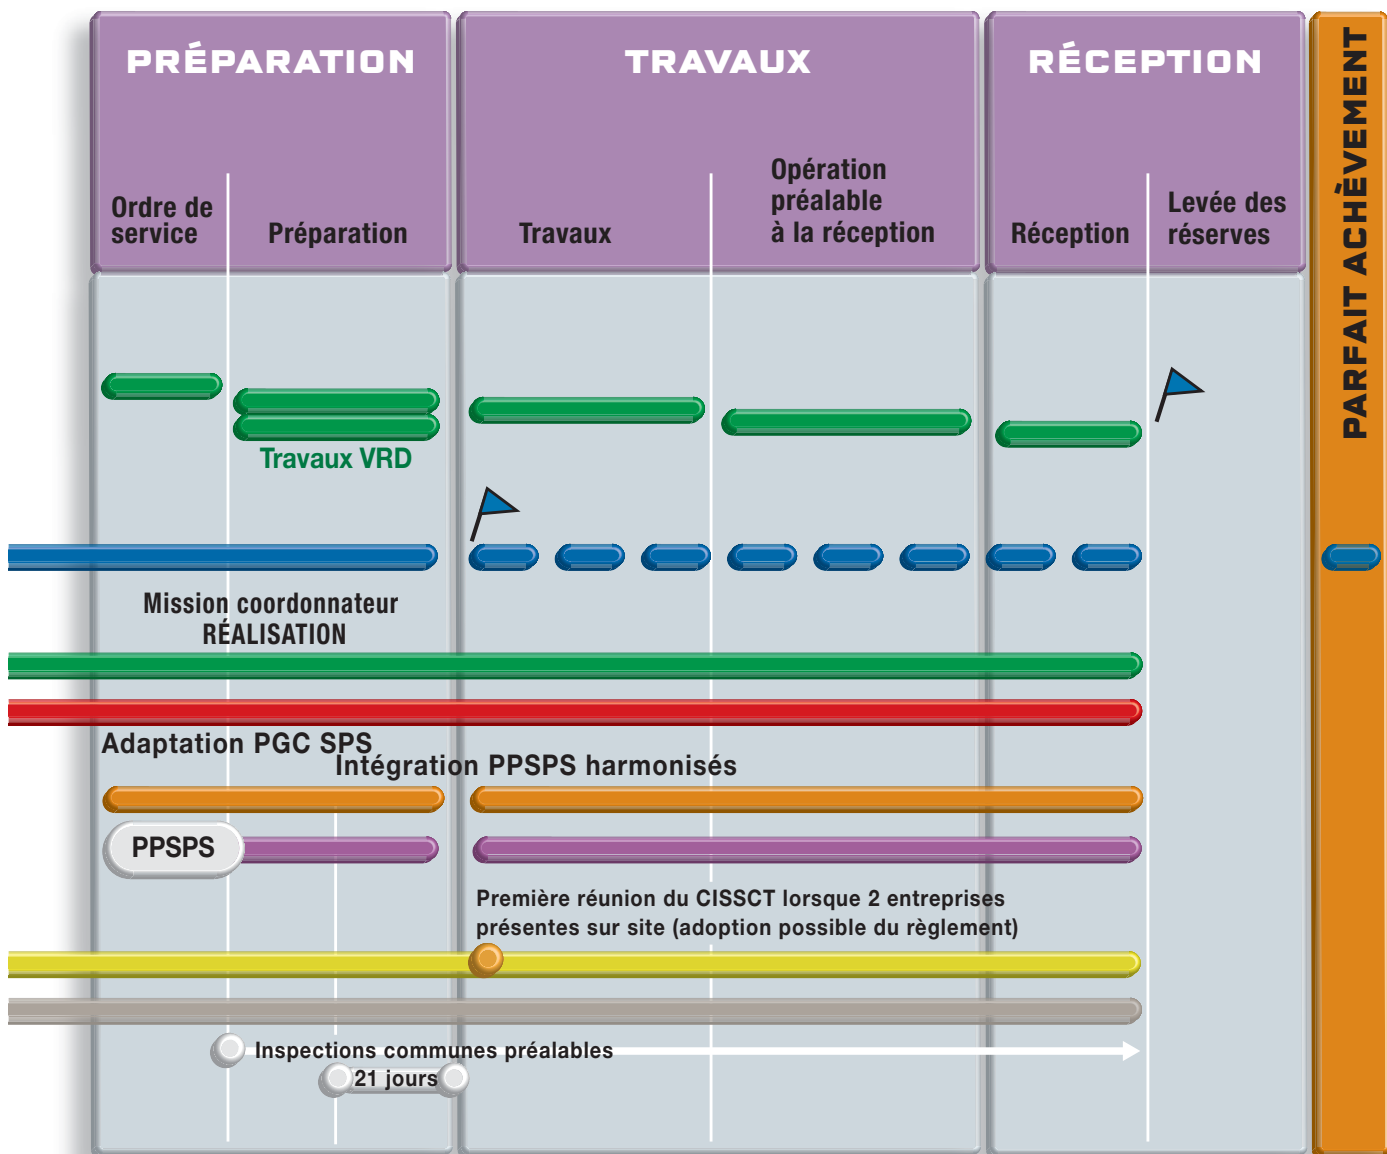 PRÉPARATION
TRAVAUX
RÉCEPTION
PARFAIT ACHÈVEMENT
Ordre de
service
Préparation
Travaux
Opération
préalable
à la réception
Réception
Levée des
réserves
Travaux VRD
Mission coordonnateur
RÉALISATION
Adaptation PGC SPS
Intégration PPSPS harmonisés
PPSPS
Première réunion du CISSCT lorsque 2 entreprises
présentes sur site (adoption possible du règlement)
Inspections communes préalables
21 jours